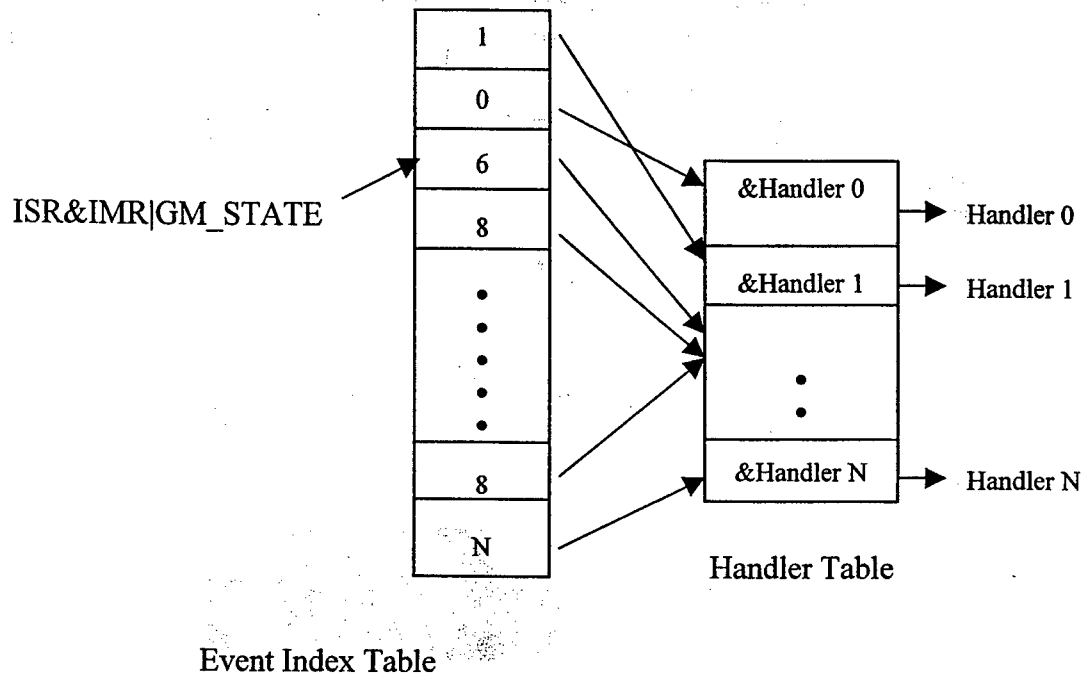 1
0
6
8
8
N
ISR&IMR|GM_STATE
&Handler 0
&Handler 1
&Handler N
Handler 0
Handler 1
Handler N
Handler Table
Event Index Table